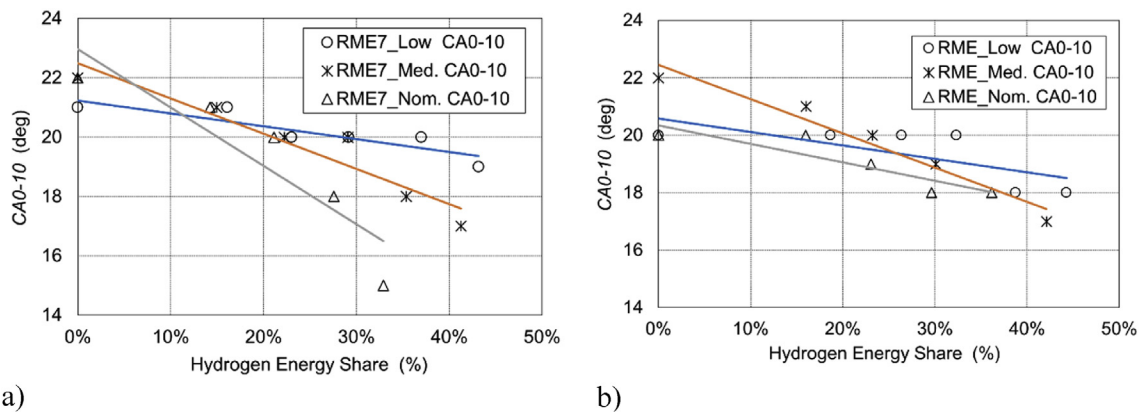 24
22
20
18
16
14
CA0-10 (deg)
RME7_Low CA0-10
RME7_Med. CA0-10
RME7_Nom. CA0-10
0% 10% 20% 30% 40% 50%
Hydrogen Energy Share (%)
a)
24
22
20
18
16
14
CA0-10 (deg)
RME_Low CA0-10
RME_Med. CA0-10
RME_Nom. CA0-10
0% 10% 20% 30% 40% 50%
Hydrogen Energy Share (%)
b)